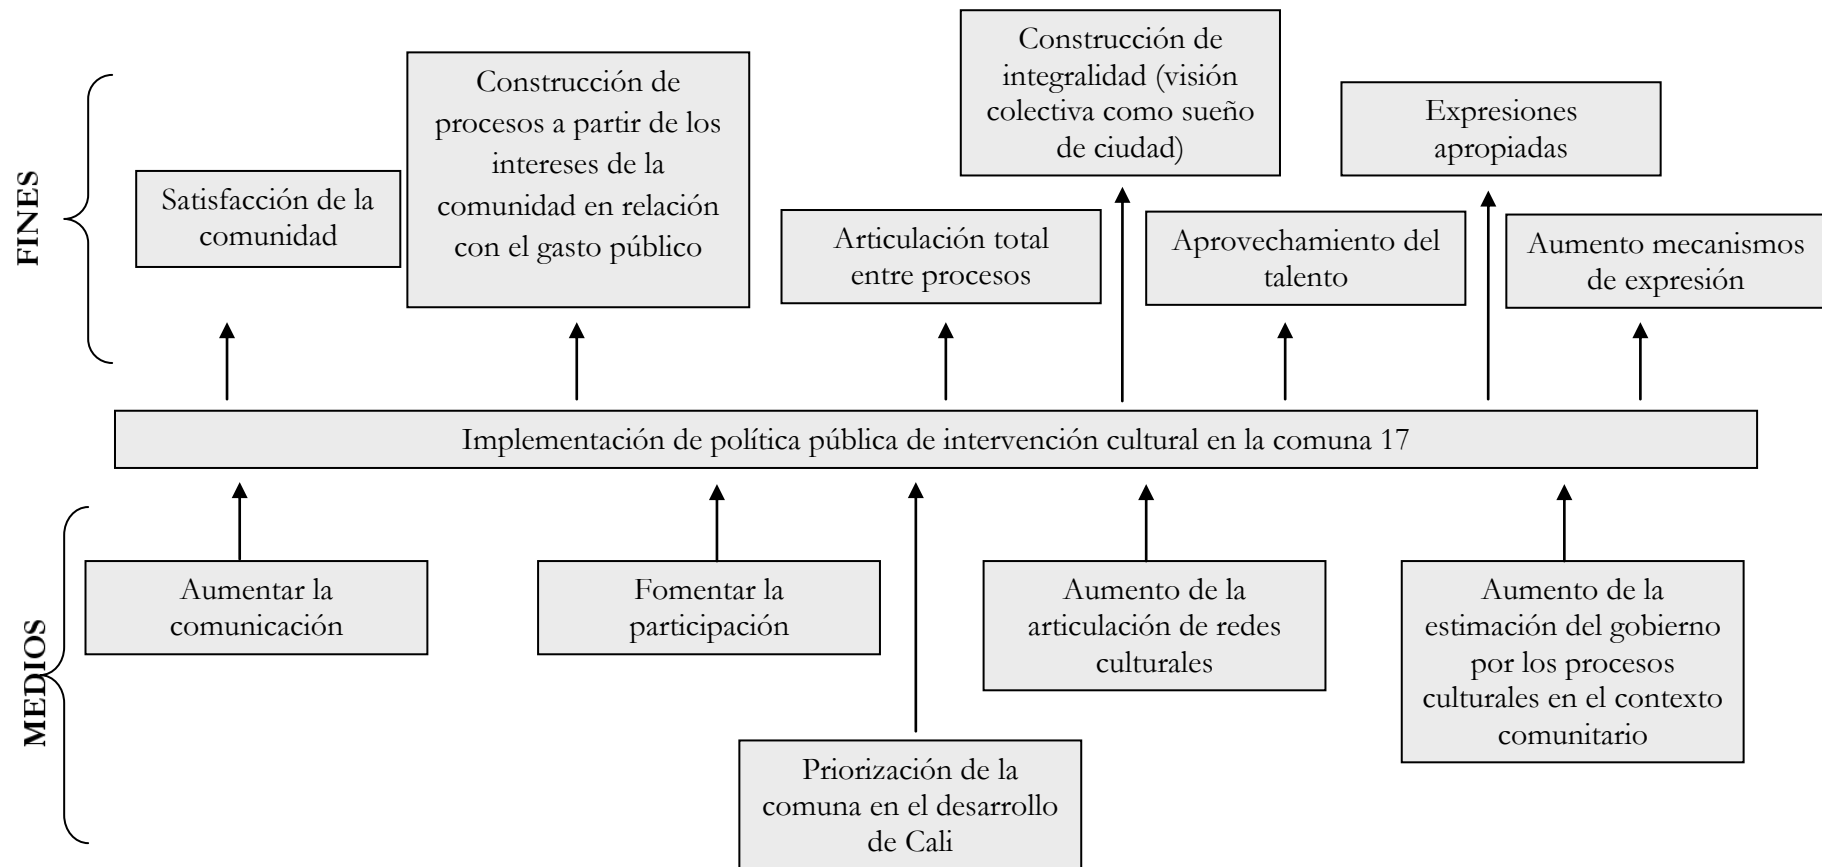 FINES
Satisfacción de la
comunidad
Construcción de
procesos a partir de los
intereses de la
comunidad en relación
con el gasto público
Articulación total
entre procesos
Construcción de
integralidad (visión
colectiva como sueño
de ciudad)
Aprovechamiento del
talento
Expresiones
apropiadas
Aumento mecanismos
de expresión
Implementación de política pública de intervención cultural en la comuna 17
MEDIOS
Aumentar la
comunicación
Fomentar la
participación
Priorización de la
comuna en el desarrollo
de Cali
Aumento de la
articulación de redes
culturales
Aumento de la
estimación del gobierno
por los procesos
culturales en el contexto
comunitario